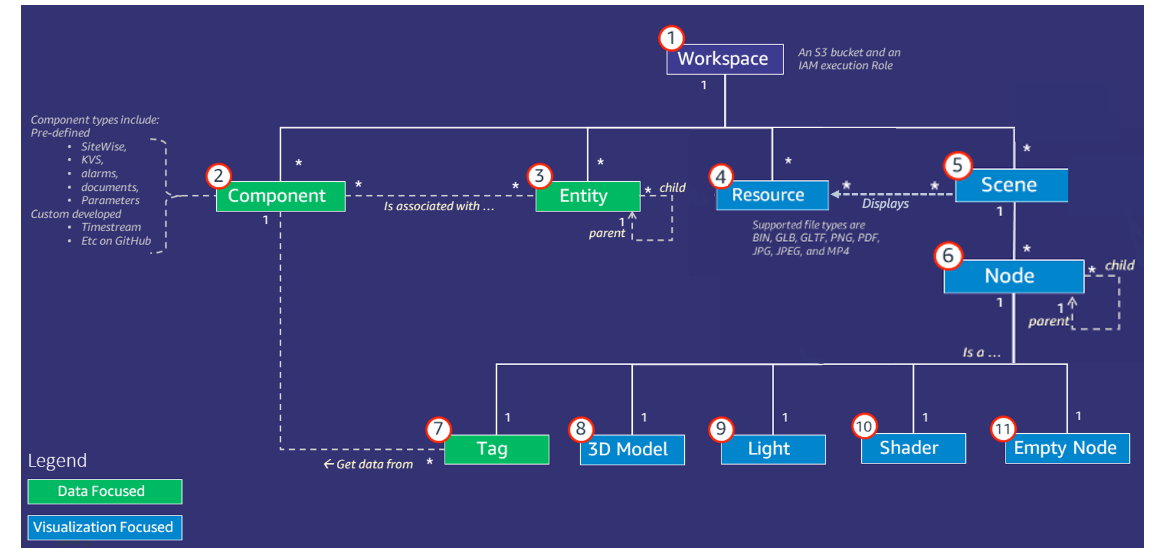 1
Workspace
An S3 bucket and an
IAM execution Role
1
Component types include:
Pre-defined
• SiteWise,
• KVS,
• alarms,
• documents,
• Parameters
Custom developed
• Timestream
• Etc on GitHub
*
*
*
*
2
Component
1
*
Is associated with ...
*
3
Entity
* child
1
parent
4
Resource
*
Displays
*
Supported file types are
BIN, GLB, GLTF, PNG, PDF,
JPG, JPEG, and MP4
5
Scene
1
*
6
Node
* child
1
1
parent
Is a ...
1
1
1
1
1
7
Tag
8
3D Model
9
Light
10
Shader
11
Empty Node
← Get data from *
Legend
Data Focused
Visualization Focused